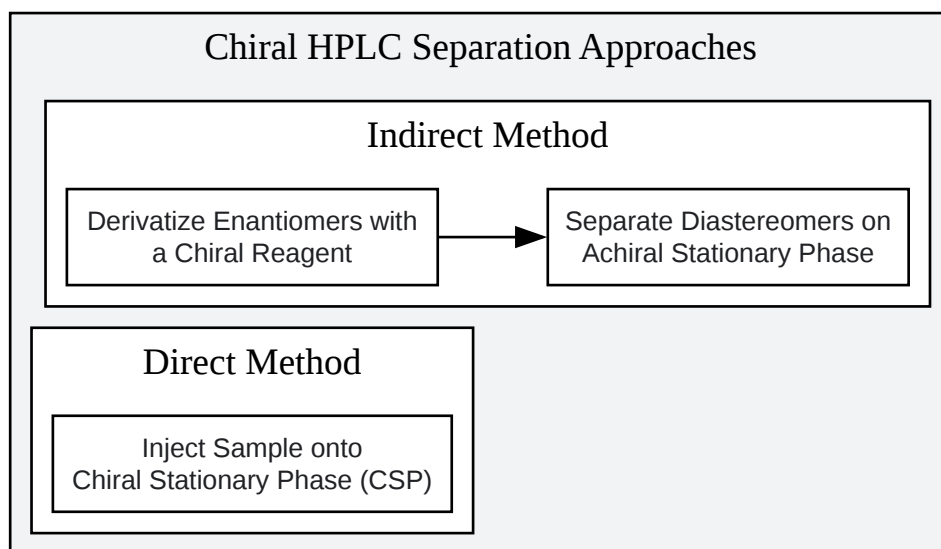 Chiral HPLC Separation Approaches
Indirect Method
Derivatize Enantiomers with
a Chiral Reagent
Separate Diastereomers on
Achiral Stationary Phase
Direct Method
Inject Sample onto
Chiral Stationary Phase (CSP)